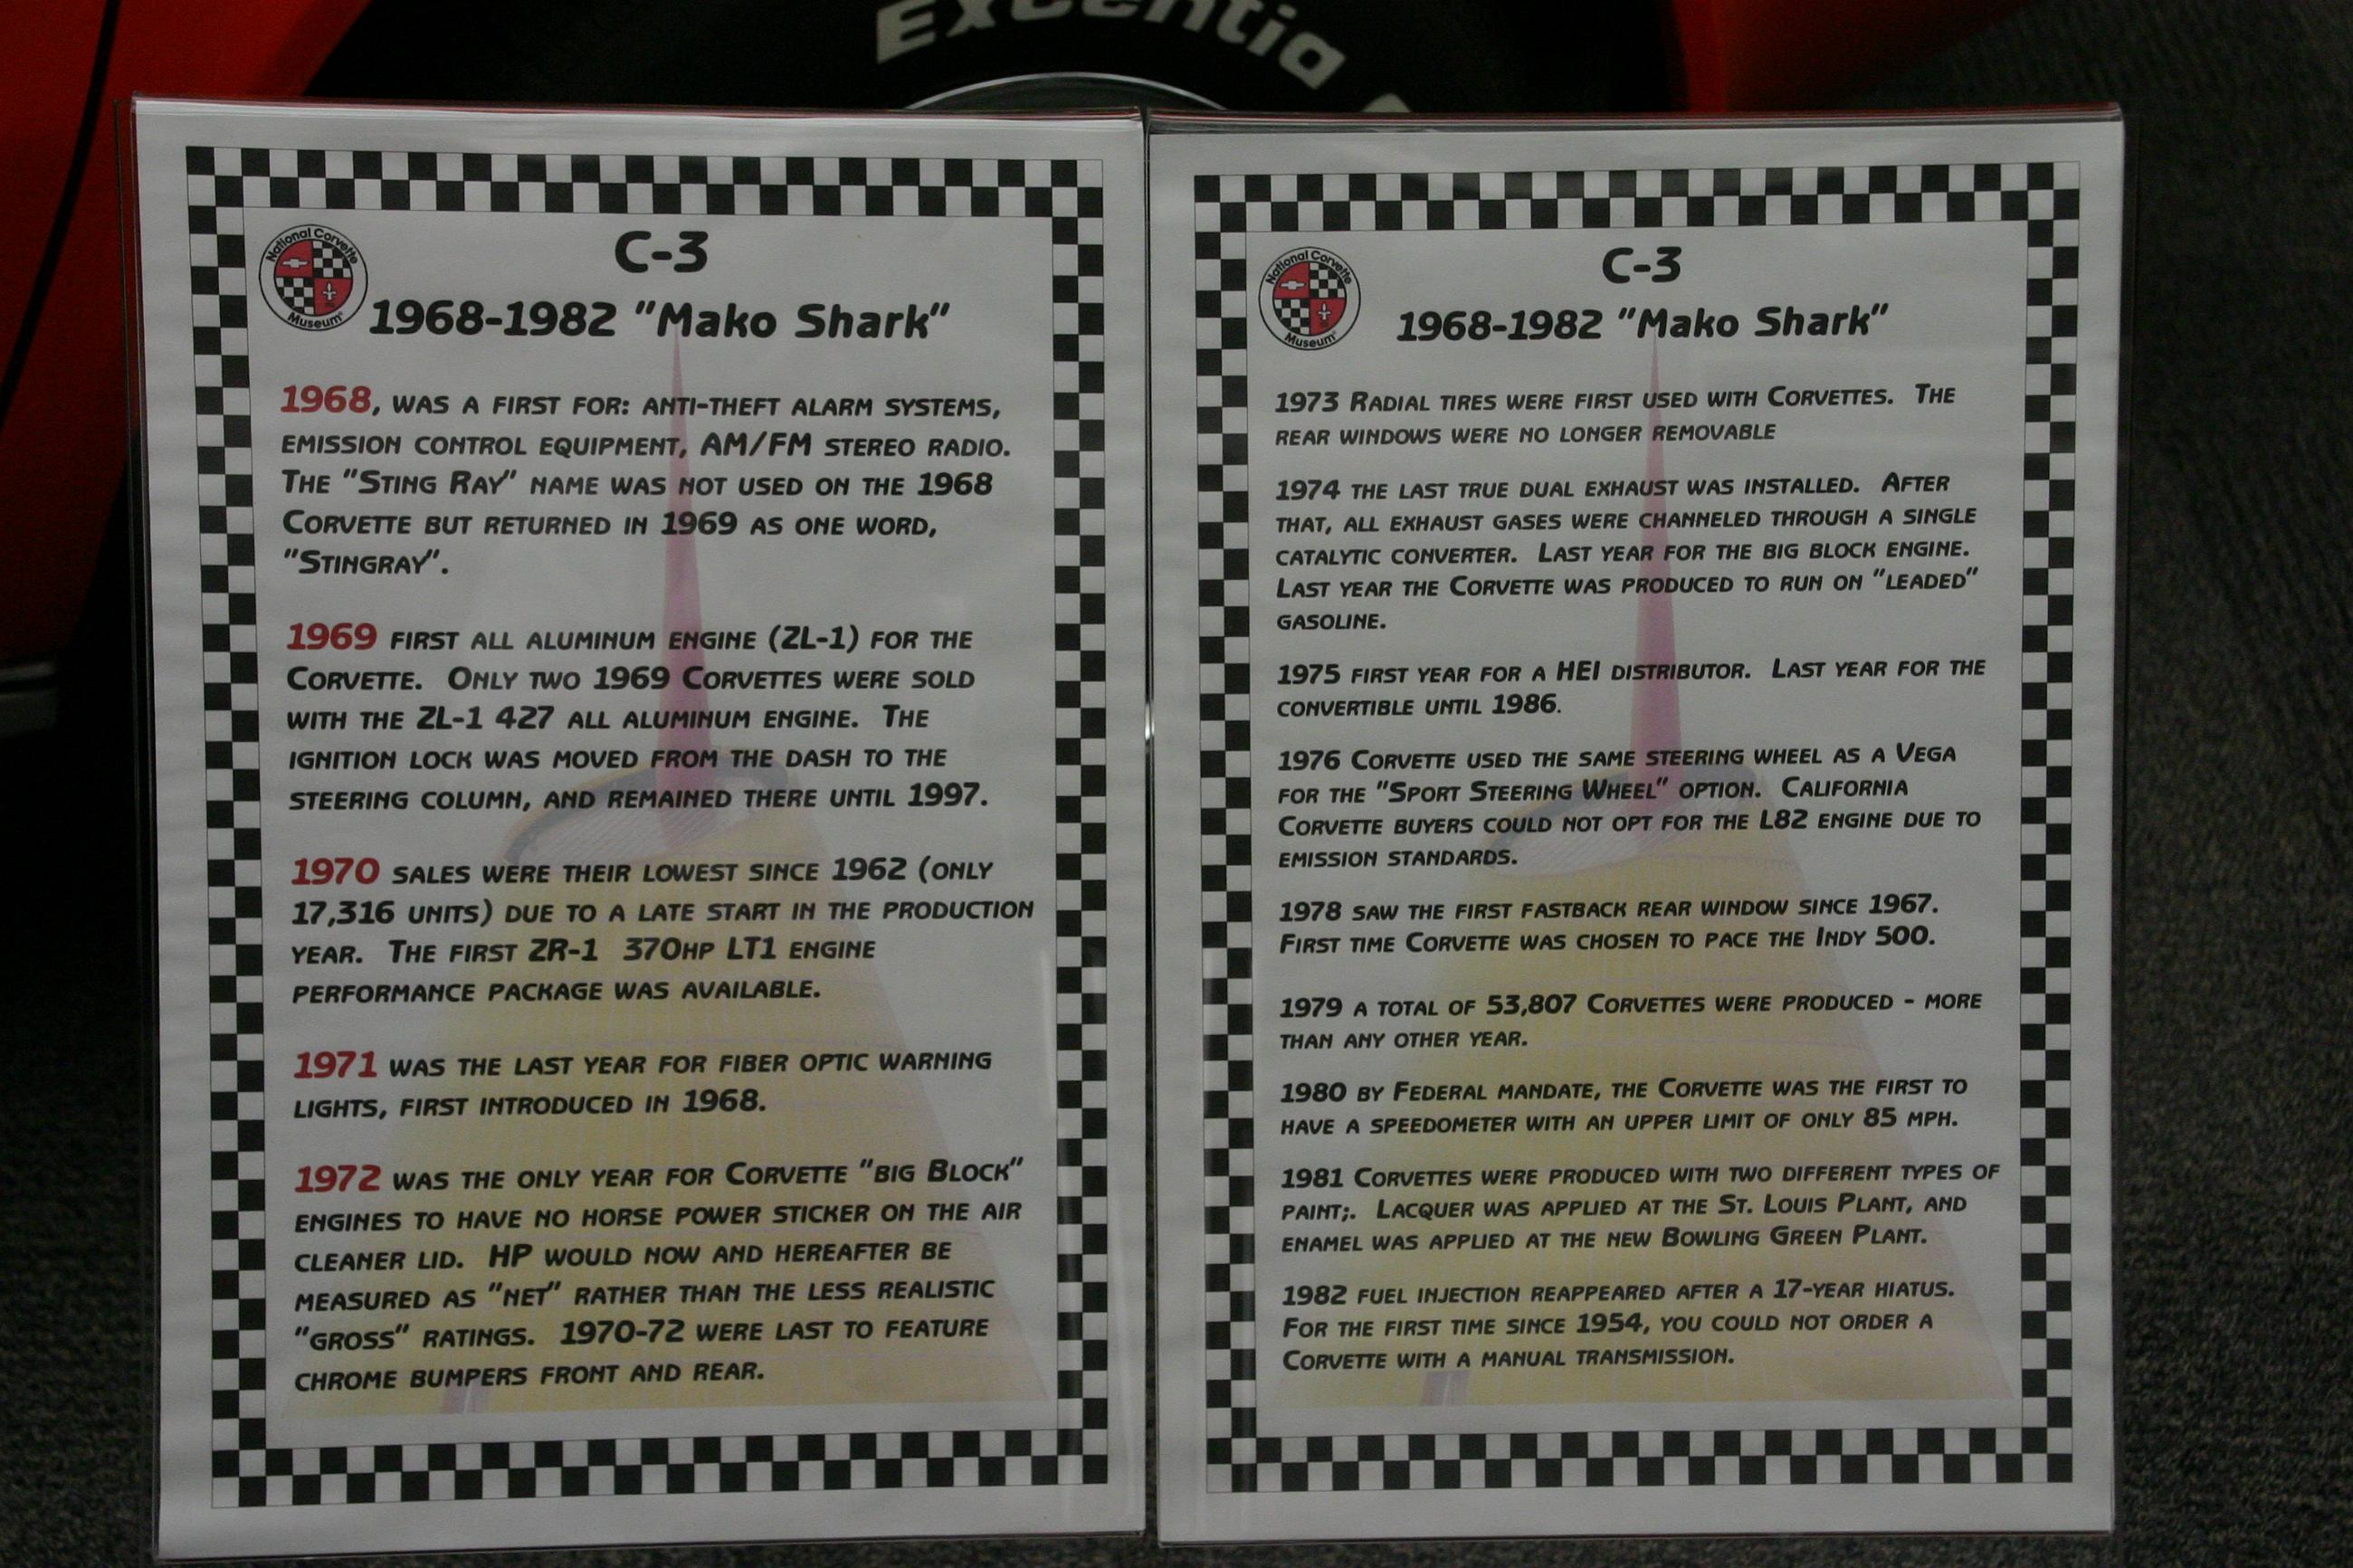 Excentia
National Corvette
Museum
C-3
1968-1982 "Mako Shark"
1968, WAS A FIRST FOR: ANTI-THEFT ALARM SYSTEMS,
EMISSION CONTROL EQUIPMENT, AM/FM STEREO RADIO.
THE "STING RAY" NAME WAS NOT USED ON THE 1968
CORVETTE BUT RETURNED IN 1969 AS ONE WORD,
"STINGRAY".
1969 FIRST ALL ALUMINUM ENGINE (ZL-1) FOR THE
CORVETTE. ONLY TWO 1969 CORVETTES WERE SOLD
WITH THE ZL-1 427 ALL ALUMINUM ENGINE. THE
IGNITION LOCK WAS MOVED FROM THE DASH TO THE
STEERING COLUMN, AND REMAINED THERE UNTIL 1997.
1970 SALES WERE THEIR LOWEST SINCE 1962 (ONLY
17,316 UNITS) DUE TO A LATE START IN THE PRODUCTION
YEAR. THE FIRST ZR-1 370HP LT1 ENGINE
PERFORMANCE PACKAGE WAS AVAILABLE.
1971 WAS THE LAST YEAR FOR FIBER OPTIC WARNING
LIGHTS, FIRST INTRODUCED IN 1968.
1972 WAS THE ONLY YEAR FOR CORVETTE "BIG BLOCK"
ENGINES TO HAVE NO HORSE POWER STICKER ON THE AIR
CLEANER LID. HP WOULD NOW AND HEREAFTER BE
MEASURED AS "NET" RATHER THAN THE LESS REALISTIC
"GROSS" RATINGS. 1970-72 WERE LAST TO FEATURE
CHROME BUMPERS FRONT AND REAR.
National Corvette
Museum
C-3
1968-1982 "Mako Shark"
1973 RADIAL TIRES WERE FIRST USED WITH CORVETTES. THE
REAR WINDOWS WERE NO LONGER REMOVABLE
1974 THE LAST TRUE DUAL EXHAUST WAS INSTALLED. AFTER
THAT, ALL EXHAUST GASES WERE CHANNELED THROUGH A SINGLE
CATALYTIC CONVERTER. LAST YEAR FOR THE BIG BLOCK ENGINE.
LAST YEAR THE CORVETTE WAS PRODUCED TO RUN ON "LEADED"
GASOLINE.
1975 FIRST YEAR FOR A HEI DISTRIBUTOR. LAST YEAR FOR THE
CONVERTIBLE UNTIL 1986.
1976 CORVETTE USED THE SAME STEERING WHEEL AS A VEGA
FOR THE "SPORT STEERING WHEEL" OPTION. CALIFORNIA
CORVETTE BUYERS COULD NOT OPT FOR THE L82 ENGINE DUE TO
EMISSION STANDARDS.
1978 SAW THE FIRST FASTBACK REAR WINDOW SINCE 1967.
FIRST TIME CORVETTE WAS CHOSEN TO PACE THE INDY 500.
1979 A TOTAL OF 53,807 CORVETTES WERE PRODUCED - MORE
THAN ANY OTHER YEAR.
1980 BY FEDERAL MANDATE, THE CORVETTE WAS THE FIRST TO
HAVE A SPEEDOMETER WITH AN UPPER LIMIT OF ONLY 85 MPH.
1981 CORVETTES WERE PRODUCED WITH TWO DIFFERENT TYPES OF
PAINT;. LACQUER WAS APPLIED AT THE ST. LOUIS PLANT, AND
ENAMEL WAS APPLIED AT THE NEW BOWLING GREEN PLANT.
1982 FUEL INJECTION REAPPEARED AFTER A 17-YEAR HIATUS.
FOR THE FIRST TIME SINCE 1954, YOU COULD NOT ORDER A
CORVETTE WITH A MANUAL TRANSMISSION.